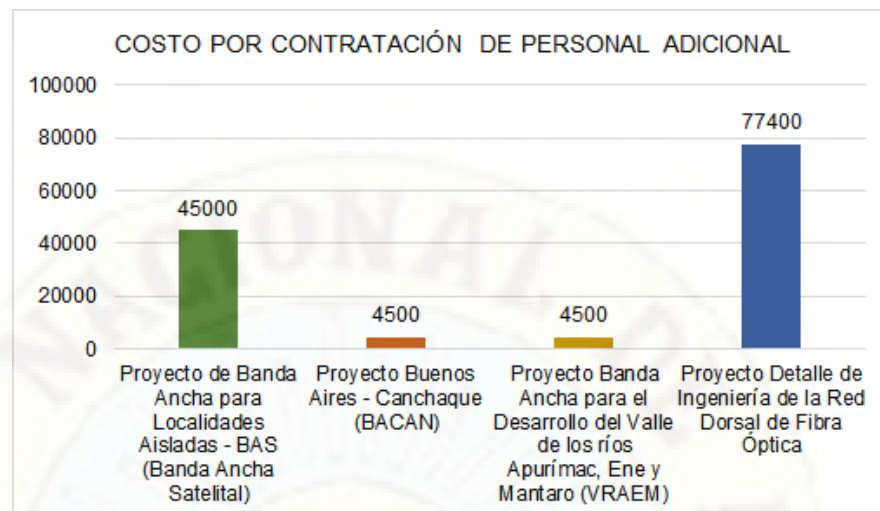 COSTO POR CONTRATACIÓN DE PERSONAL ADICIONAL
100000
80000
60000
40000
20000
0
45000
4500
4500
77400
Proyecto de Banda
Ancha para
Localidades
Aisladas - BAS
(Banda Ancha
Satelital)
Proyecto Buenos
Aires - Canchaque
(BACAN)
Proyecto Banda
Ancha para el
Desarrollo del Valle
de los ríos
Apurímac, Ene y
Mantaro (VRAEM)
Proyecto Detalle de
Ingeniería de la Red
Dorsal de Fibra
Óptica
NACIONAL DE